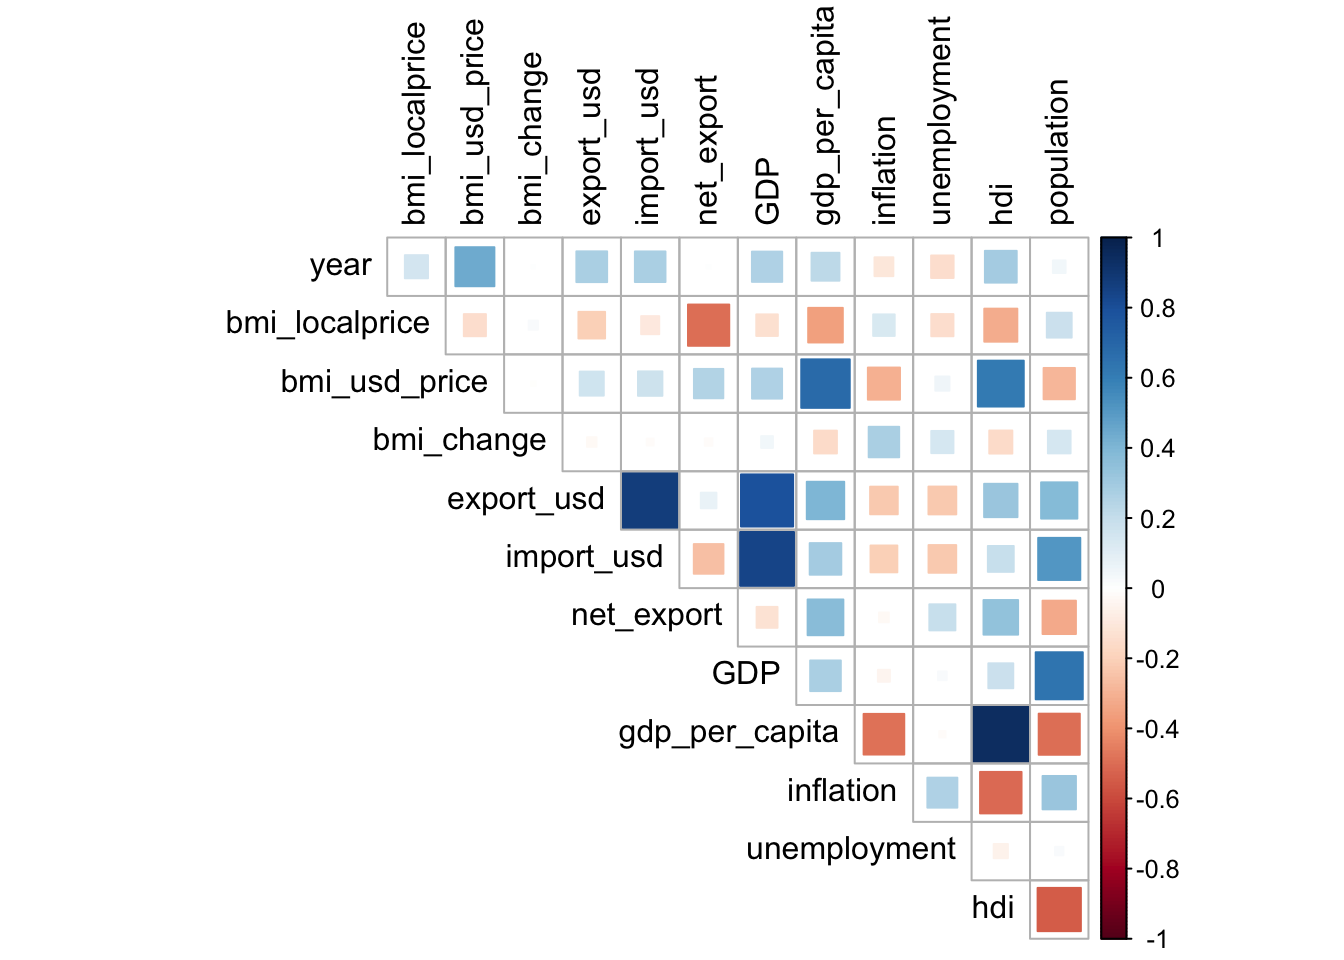 bmi_localprice
bmi_usd_price
bmi_change
export_usd
import_usd
net_export
GDP
gdp_per_capita
inflation
unemployment
hdi
population
year
bmi_localprice
bmi_usd_price
bmi_change
export_usd
import_usd
net_export
GDP
gdp_per_capita
inflation
unemployment
hdi
1
0.8
0.6
0.4
0.2
0
-0.2
-0.4
-0.6
-0.8
-1